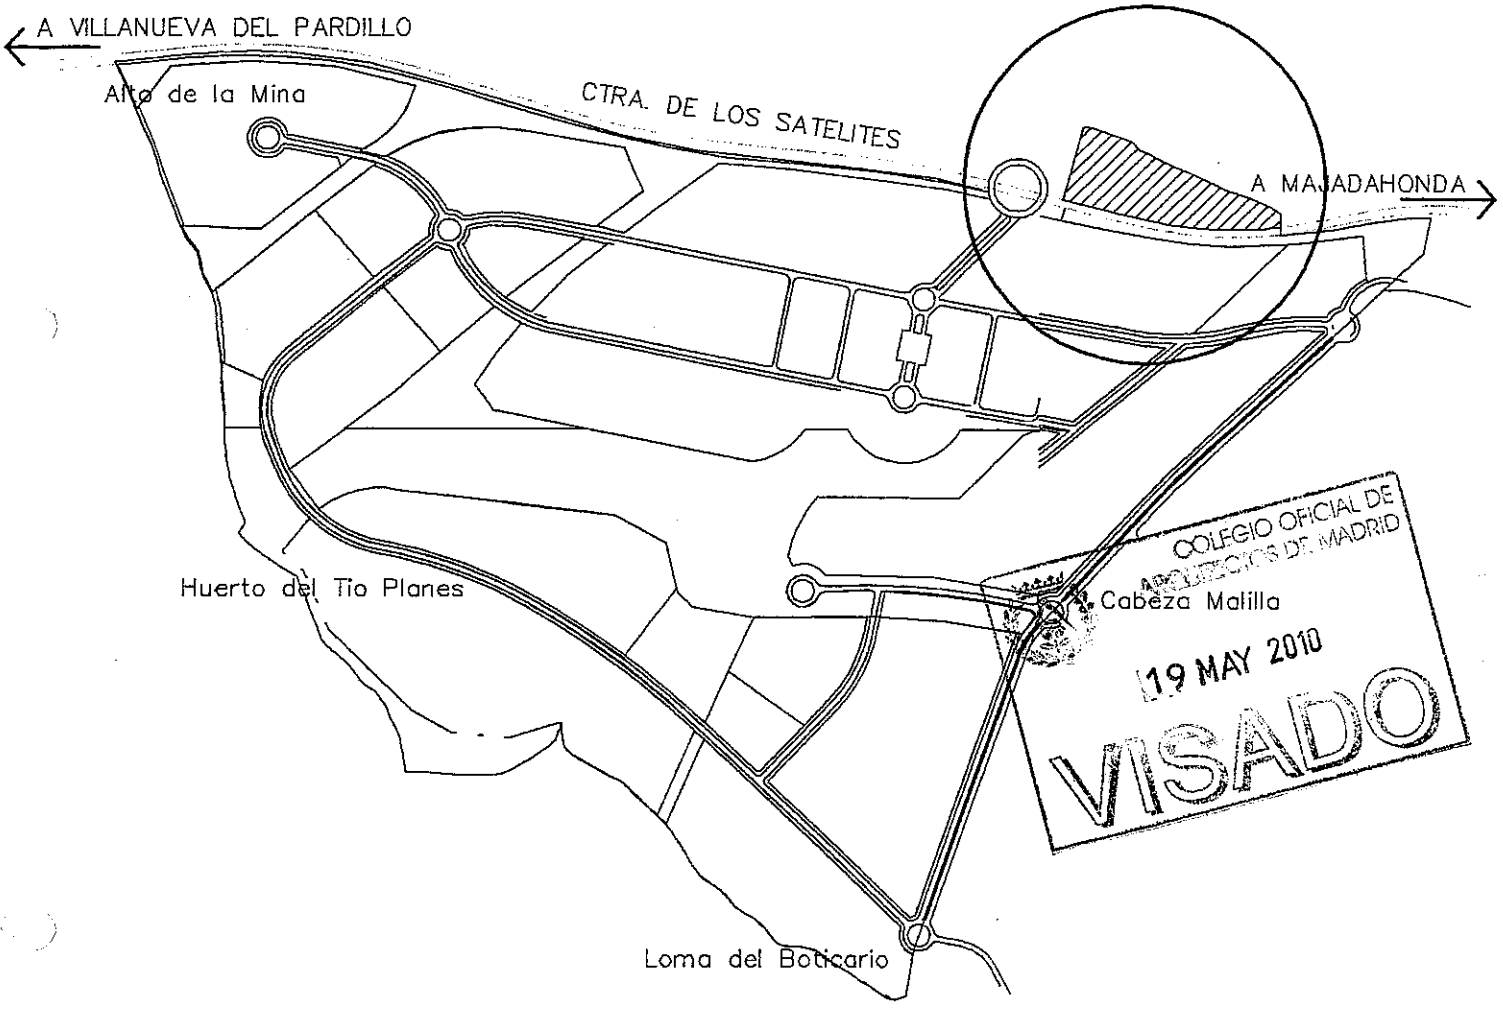 A VILLANUEVA DEL PARDILLO
Alto de la Mina
CTRA. DE LOS SATELITES
A MAJADAHONDA
COLEGIO OFICIAL DE
ARQUITECTOS DE MADRID
Huerto del Tio Planes
Cabeza Malilla
19 MAY 2010
VISADO
Loma del Boticario